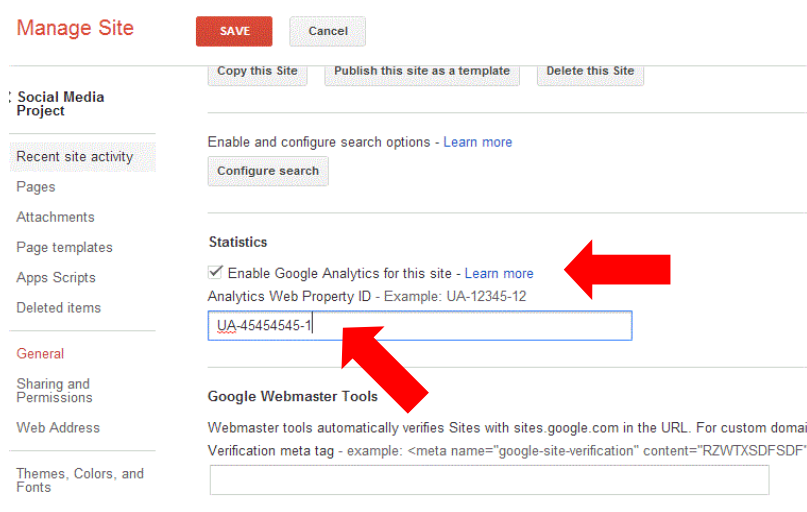 Manage Site
SAVE
Cancel
Copy this Site
Publish this site as a template
Delete this Site
Social Media
Project
Recent site activity
Pages
Attachments
Page templates
Apps Scripts
Deleted items
General
Sharing and
Permissions
Web Address
Themes, Colors, and
Fonts
Enable and configure search options - Learn more
Configure search
Statistics
Enable Google Analytics for this site - Learn more
Analytics Web Property ID - Example: UA-12345-12
UA-45454545-1
Google Webmaster Tools
Webmaster tools automatically verifies Sites with sites.google.com in the URL. For custom domai
Verification meta tag - example: <meta name="google-site-verification" content="RZWTXSDFSDF"